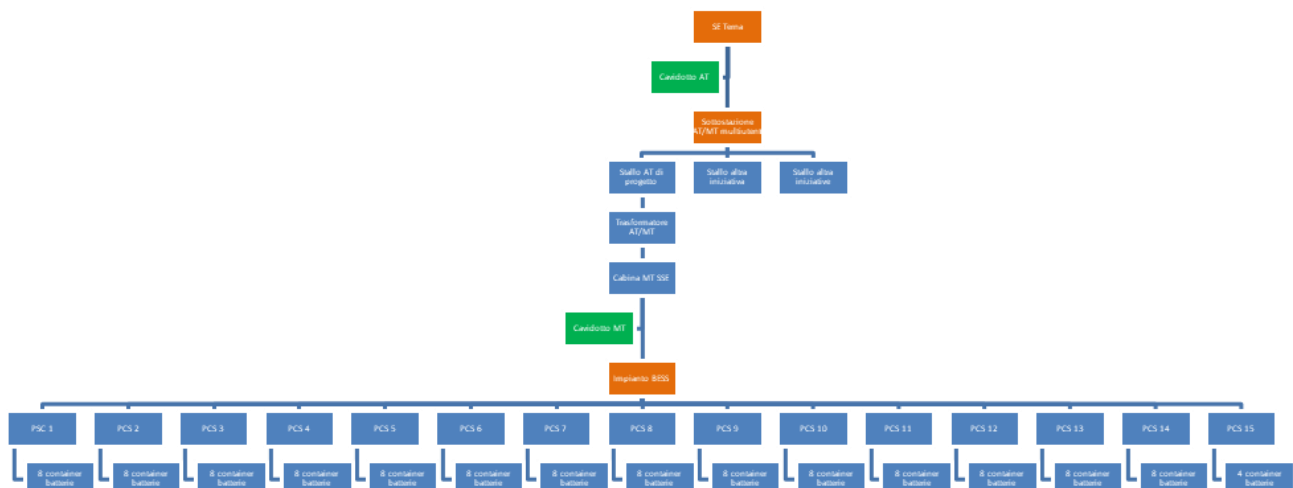 SE Terna
Cavidotto AT
Sottostazione
AT/MT multiutent
Stallo AT di
progetto
Stallo altra
iniziativa
Stallo altra
iniziative
Trasformatore
AT/MT
Cabina MT SSE
Cavidotto MT
Impianto BESS
PSC 1
PCS 2
PCS 3
PCS 4
PCS 5
PCS 6
PCS 7
PCS 8
PCS 9
PCS 10
PCS 11
PCS 12
PCS 13
PCS 14
PCS 15
8 container
batterie
8 container
batterie
8 container
batterie
8 container
batterie
8 container
batterie
8 container
batterie
8 container
batterie
8 container
batterie
8 container
batterie
8 container
batterie
8 container
batterie
8 container
batterie
8 container
batterie
8 container
batterie
4 container
batterie